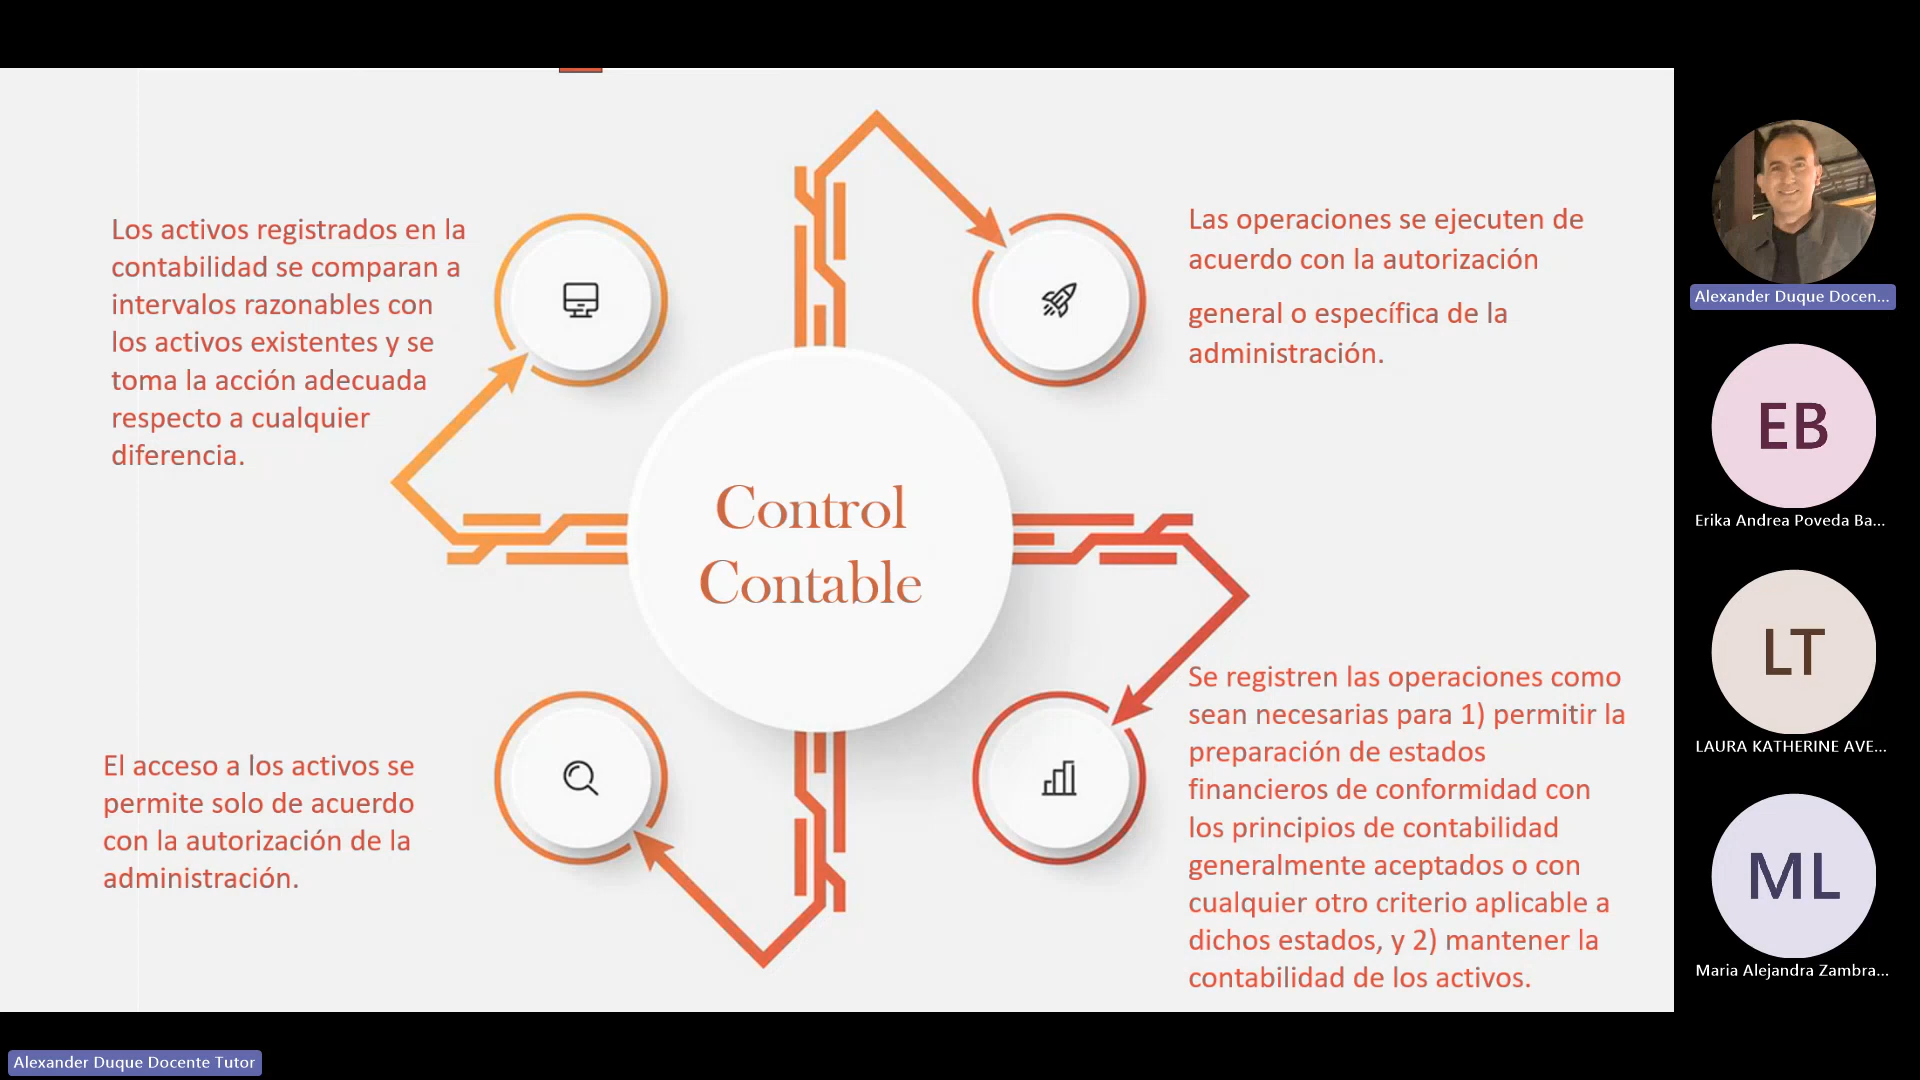 Los activos registrados en la
contabilidad se comparan a
intervalos razonables con
los activos existentes y se
toma la acción adecuada
respecto a cualquier
diferencia.
Las operaciones se ejecuten de
acuerdo con la autorización
general o específica de la
administración.
Control
Contable
El acceso a los activos se
permite solo de acuerdo
con la autorización de la
administración.
Se registren las operaciones como
sean necesarias para 1) permitir la
preparación de estados
financieros de conformidad con
los principios de contabilidad
generalmente aceptados o con
cualquier otro criterio aplicable a
dichos estados, y 2) mantener la
contabilidad de los activos.
Alexander Duque Docen...
EB
Erika Andrea Poveda Ba...
LT
LAURA KATHERINE AVE...
ML
Maria Alejandra Zambra...
Alexander Duque Docente Tutor